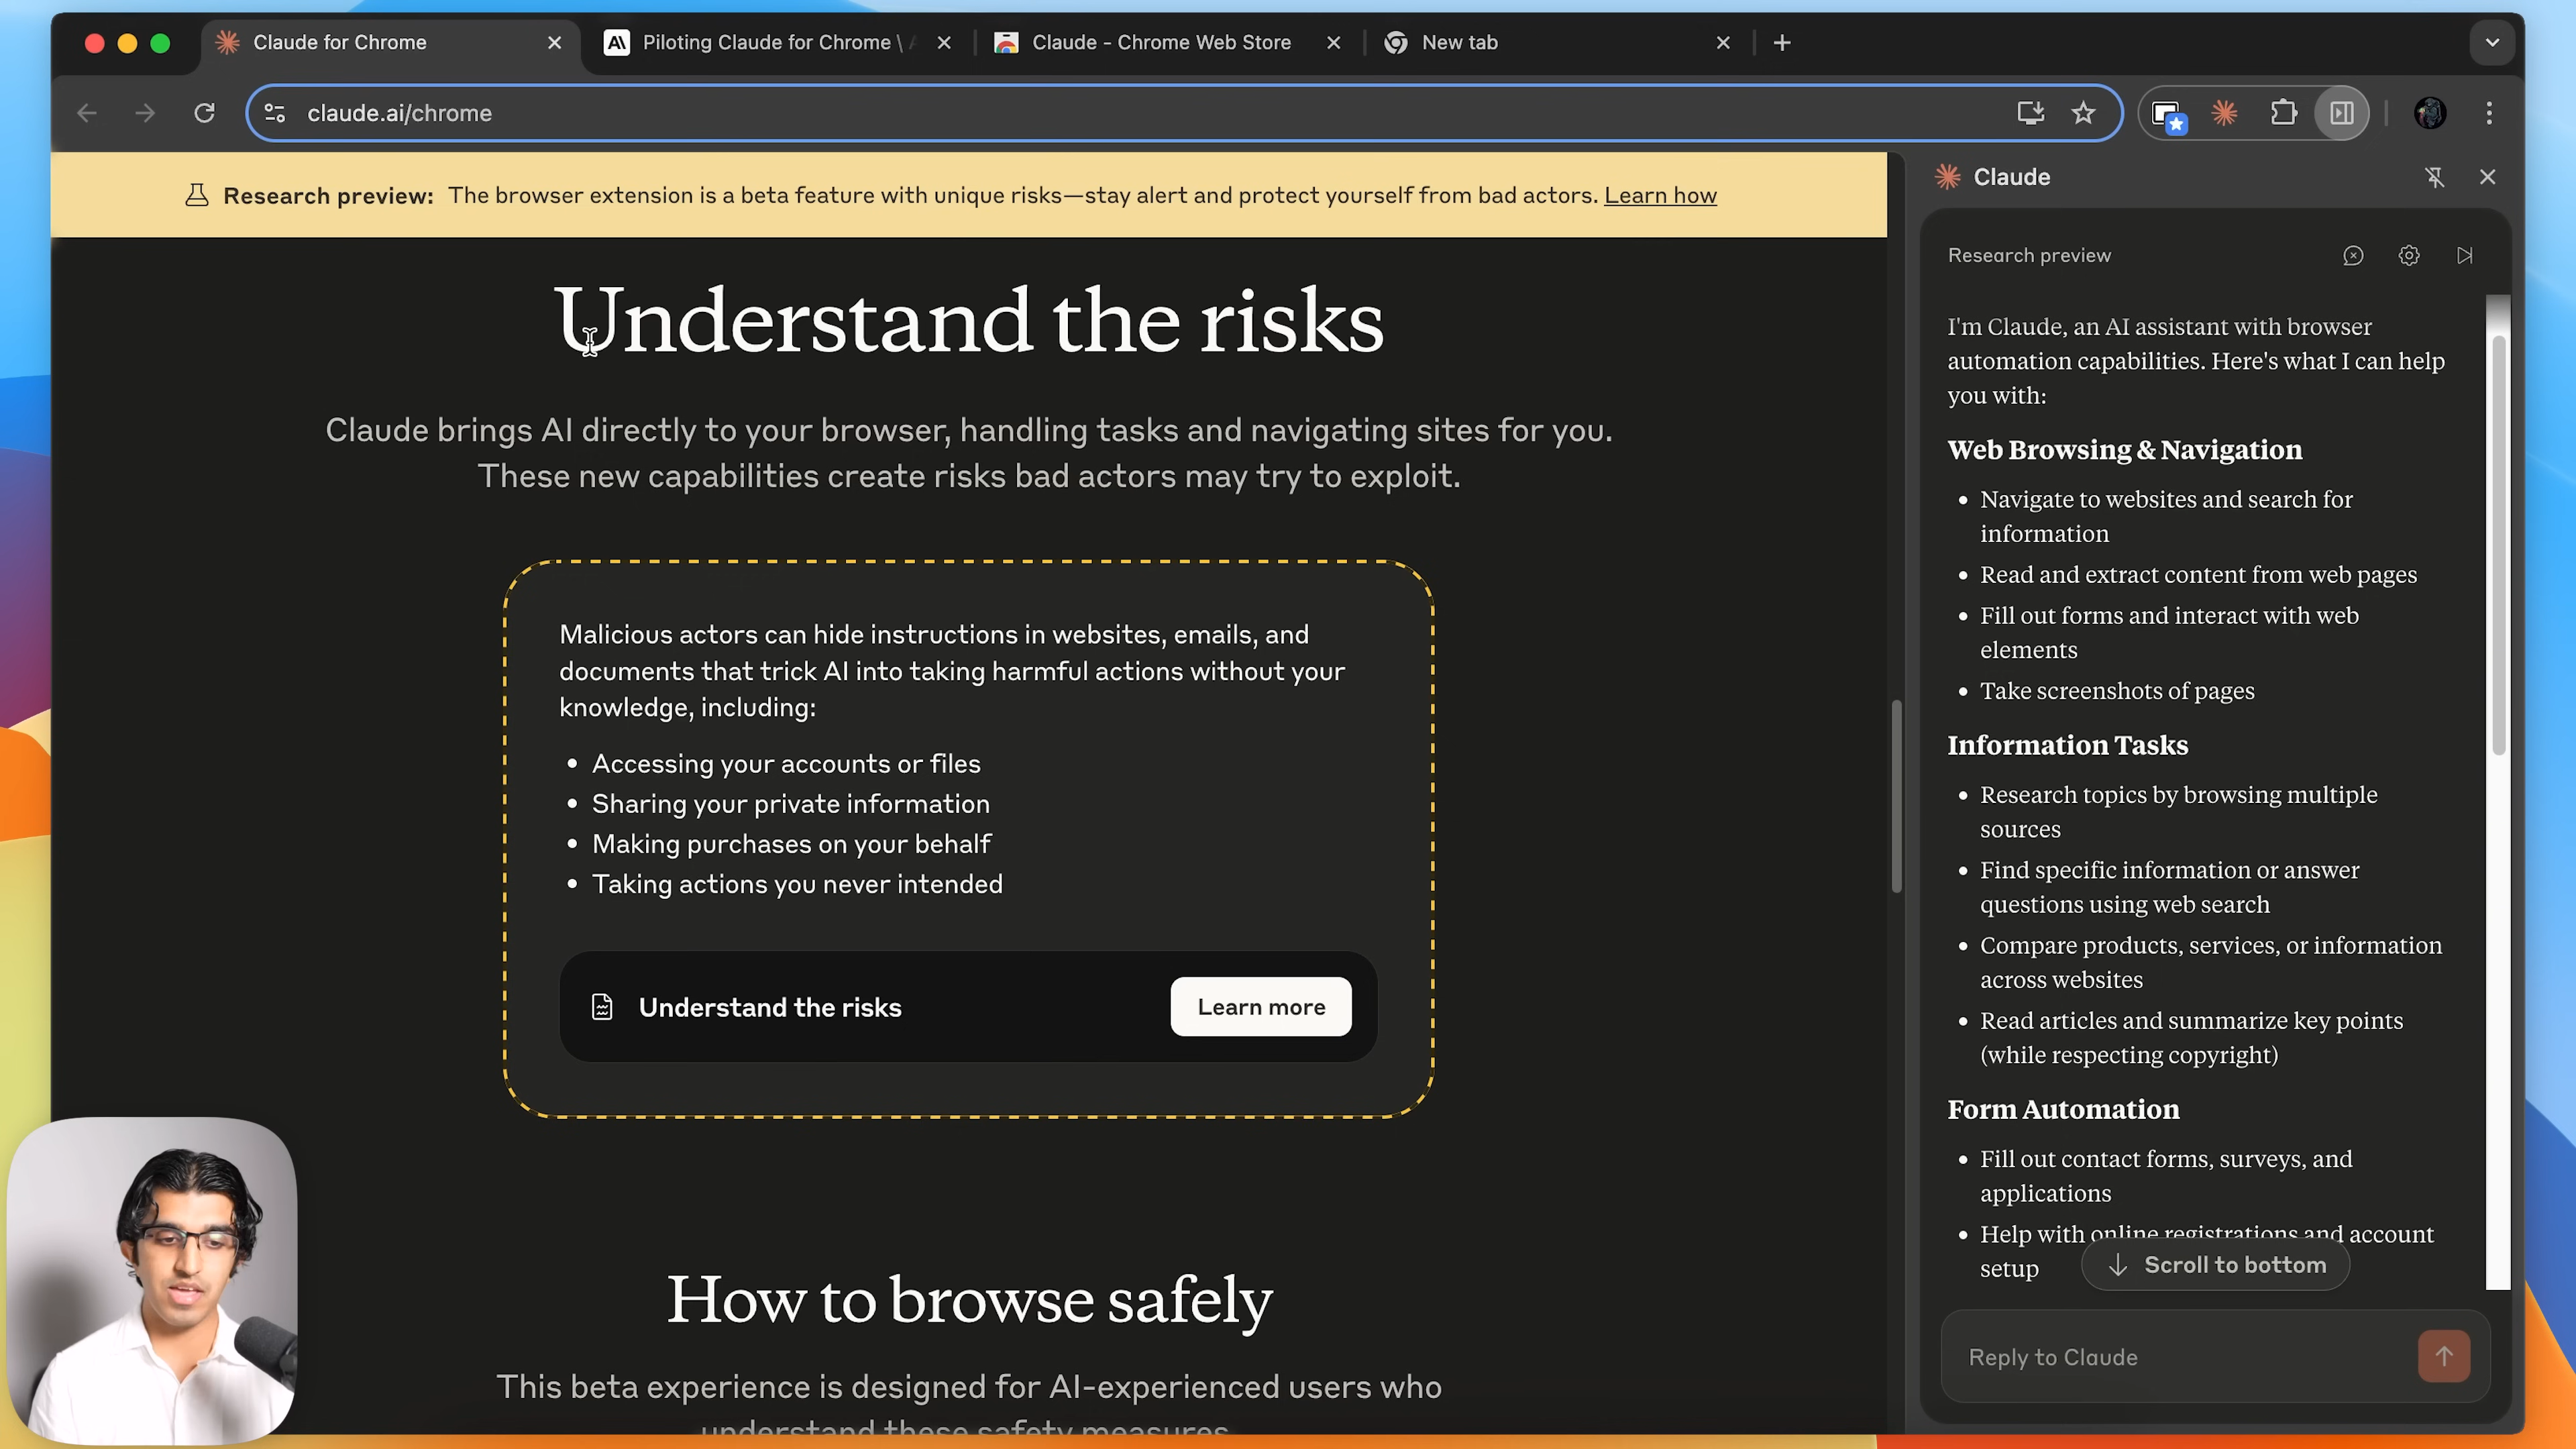 Claude for Chrome
Piloting Claude for Chrome \
Claude - Chrome Web Store
New tab
claude.ai/chrome
Research preview: The browser extension is a beta feature with unique risks—stay alert and protect yourself from bad actors. Learn how
Understand the risks
Claude brings AI directly to your browser, handling tasks and navigating sites for you.
These new capabilities create risks bad actors may try to exploit.
Malicious actors can hide instructions in websites, emails, and
documents that trick AI into taking harmful actions without your
knowledge, including:
• Accessing your accounts or files
• Sharing your private information
• Making purchases on your behalf
• Taking actions you never intended
Understand the risks
Learn more
How to browse safely
This beta experience is designed for AI-experienced users who
understand these safety measures
Claude
Research preview
I'm Claude, an AI assistant with browser
automation capabilities. Here's what I can help
you with:
Web Browsing & Navigation
• Navigate to websites and search for
information
• Read and extract content from web pages
• Fill out forms and interact with web
elements
• Take screenshots of pages
Information Tasks
• Research topics by browsing multiple
sources
• Find specific information or answer
questions using web search
• Compare products, services, or information
across websites
• Read articles and summarize key points
(while respecting copyright)
Form Automation
• Fill out contact forms, surveys, and
applications
• Help with online registrations and account
setup
Scroll to bottom
Reply to Claude